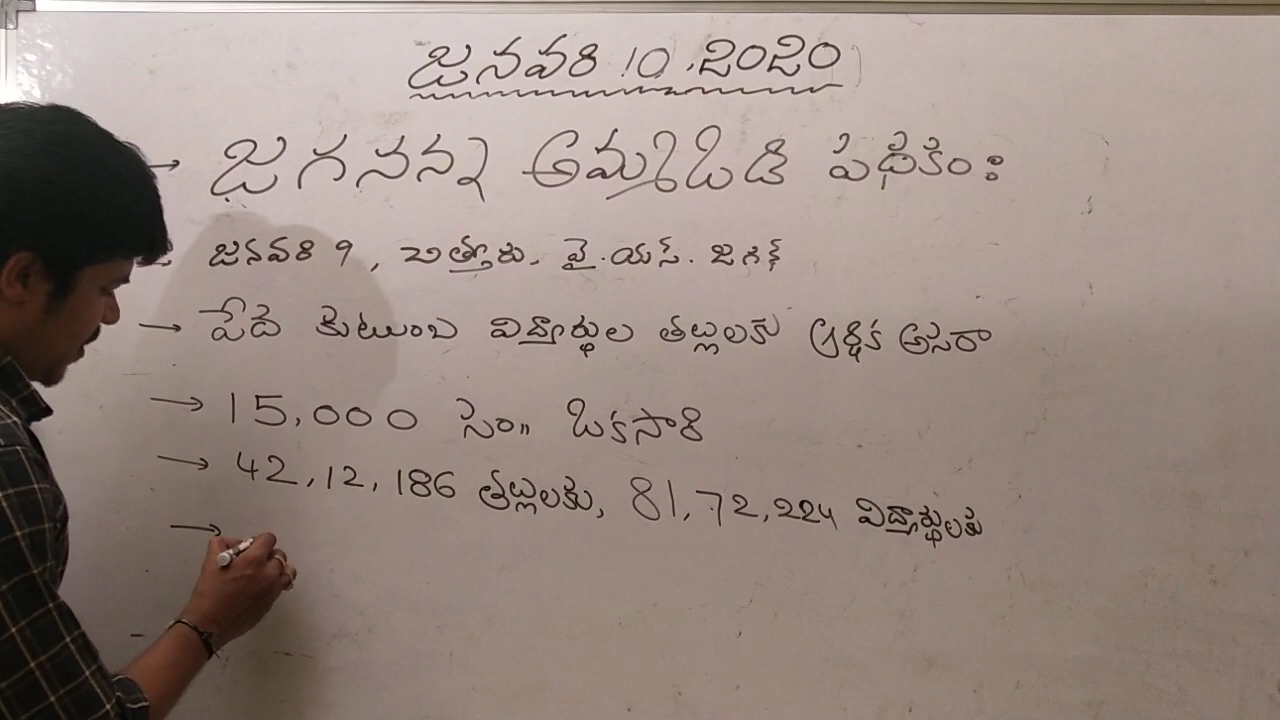 జనవరి 10, 2020
→ జగనన్న అమ్మఒడి పథకం :
→ జనవరి 9, చిత్తూరు, వై.యస్. జగన్
→ పేద కుటుంబ విద్యార్థుల తల్లులకు ఆర్థిక ఆసరా
→ 15,000 సం॥ ఒకసారి
→ 42,12,186 తల్లులకు, 81,72,224 విద్యార్థులకు
→